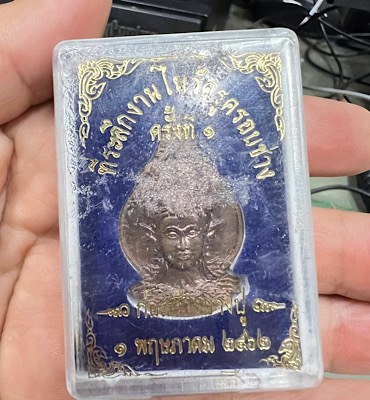 ที่ระลึกงานไหว้ครูครอบช่าง
ครั้งที่ ๑
๑ พฤษภาคม ๒๕๖๒